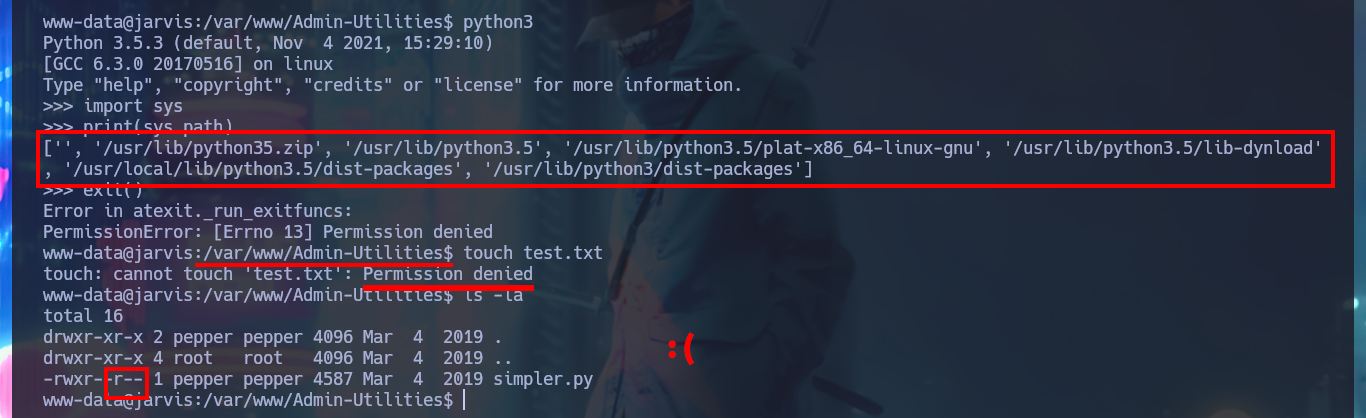 www-data@jarvis:/var/www/Admin-Utilities$ python3
Python 3.5.3 (default, Nov  4 2021, 15:29:10)
[GCC 6.3.0 20170516] on linux
Type "help", "copyright", "credits" or "license" for more information.
>>> import sys
>>> print(sys.path)
['', '/usr/lib/python35.zip', '/usr/lib/python3.5', '/usr/lib/python3.5/plat-x86_64-linux-gnu', '/usr/lib/python3.5/lib-dynload'
, '/usr/local/lib/python3.5/dist-packages', '/usr/lib/python3/dist-packages']
>>> exit()
Error in atexit._run_exitfuncs:
PermissionError: [Errno 13] Permission denied
www-data@jarvis:/var/www/Admin-Utilities$ touch test.txt
touch: cannot touch 'test.txt': Permission denied
www-data@jarvis:/var/www/Admin-Utilities$ ls -la
total 16
drwxr-xr-x 2 pepper pepper 4096 Mar  4  2019 .
drwxr-xr-x 4 root   root   4096 Mar  4  2019 ..
:(
-rwxr--r-- 1 pepper pepper 4587 Mar  4  2019 simpler.py
www-data@jarvis:/var/www/Admin-Utilities$